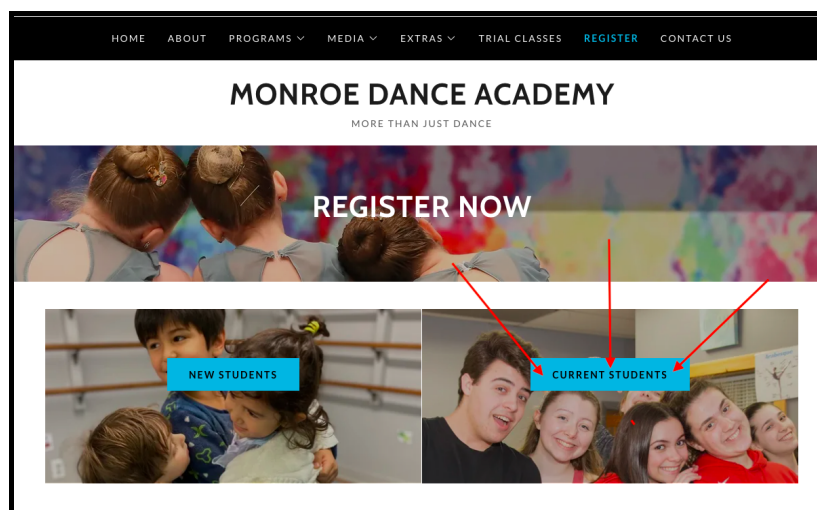 HOME ABOUT PROGRAMS MEDIA EXTRAS TRIAL CLASSES REGISTER CONTACT US
MONROE DANCE ACADEMY
MORE THAN JUST DANCE
REGISTER NOW
NEW STUDENTS CURRENT STUDENTS